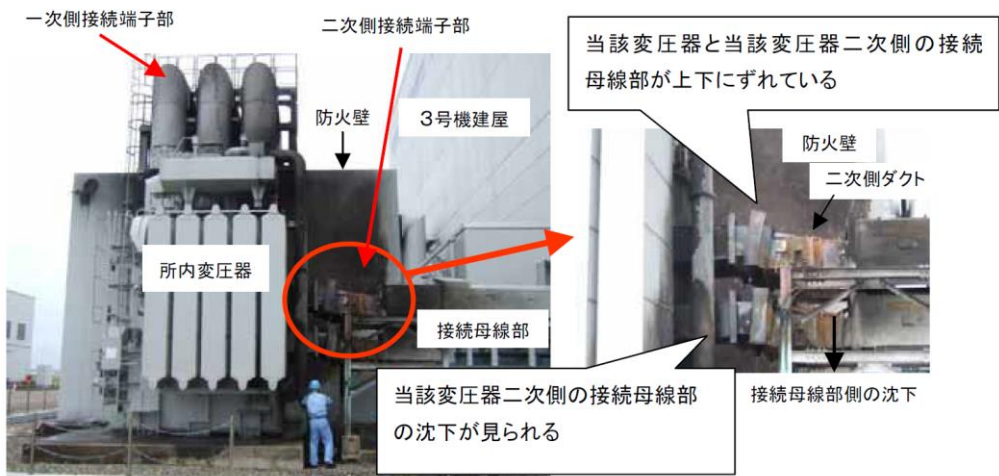 一次側接続端子部
二次側接続端子部
防火壁
3号機建屋
所内変圧器
接続母線部
当該変圧器と当該変圧器二次側の接続
母線部が上下にずれている
防火壁
二次側ダクト
当該変圧器二次側の接続母線部
の沈下が見られる
接続母線部側の沈下